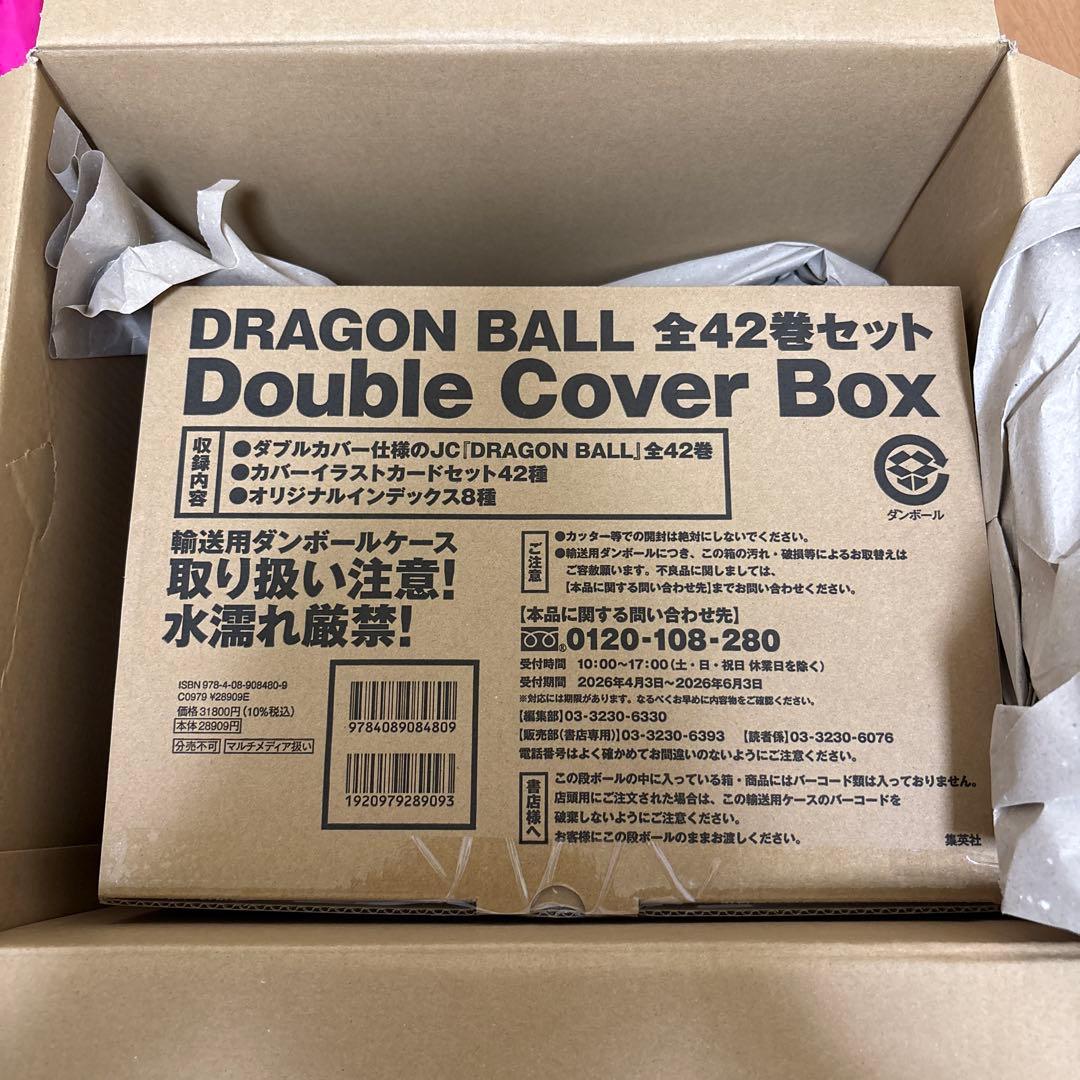 DRAGON BALL 全42巻セット
Double Cover Box
収録内容
●ダブルカバー仕様のJC『DRAGON BALL』全42巻
●カバーイラストカードセット42種
●オリジナルインデックス8種
ダンボール
輸送用ダンボールケース
取り扱い注意!
水濡れ厳禁!
ご注意
●カッター等での開封は絶対にしないでください。
●輸送用ダンボールにつき、この箱の汚れ・破損等によるお取替えは
ご容赦願います。不良品に関しましては、
【本品に関する問い合わせ先】までお問い合わせください。
【本品に関する問い合わせ先】
0120-108-280
受付時間 10:00〜17:00(土・日・祝日 休業日を除く)
受付期間 2026年4月3日〜2026年6月3日
※対応には期限があります。なるべくお早めに内容物をご確認ください。
【編集部】03-3230-6330
【販売部(書店専用)】03-3230-6393 【読者係】03-3230-6076
電話番号はよく確かめてお間違いのないようにご注意ください。
ISBN 978-4-08-908480-9
C0979 ¥28909E
価格 31800円(10%税込)
本体 28909円
分売不可 マルチメディア扱い
9784089084809
1920979289093
書店様へ
この段ボールの中に入っている箱・商品にはバーコード類は入っておりません。
店頭用にご注文された場合は、この輸送用ケースのバーコードを
破棄しないようにご注意ください。
お客様にこの段ボールのままお渡しください。
集英社